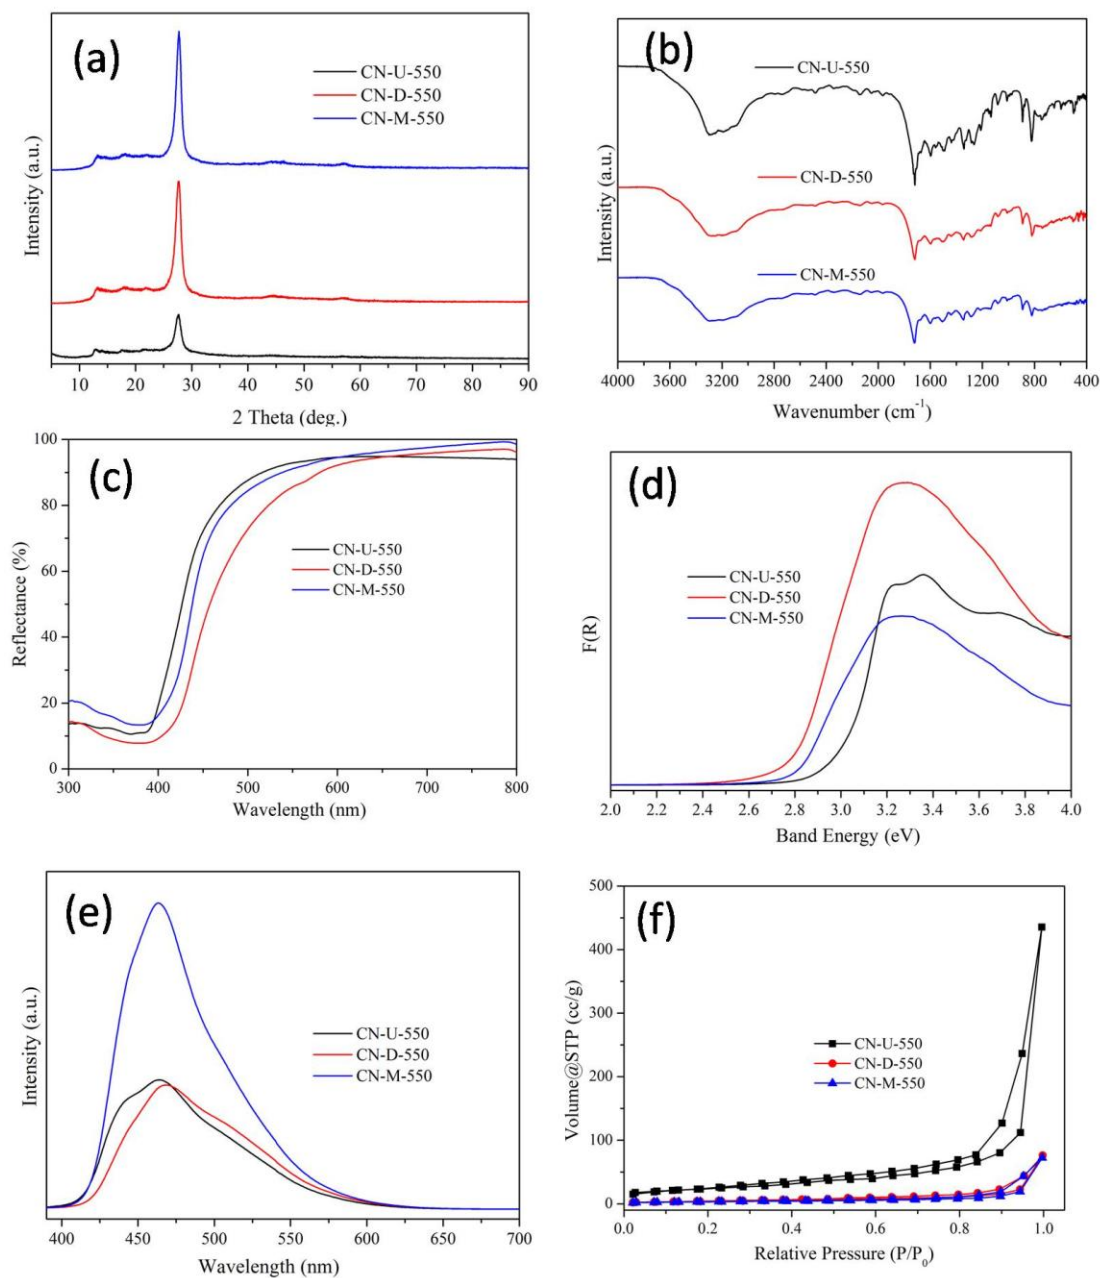 (a)
CN-U-550
CN-D-550
CN-M-550
Intensity (a.u.)
10 20 30 40 50 60 70 80 90
2 Theta (deg.)
(b)
CN-U-550
CN-D-550
CN-M-550
Intensity (a.u.)
4000 3600 3200 2800 2400 2000 1600 1200 800 400
Wavenumber (cm⁻¹)
(c)
100
80
60
40
20
0
Reflectance (%)
CN-U-550
CN-D-550
CN-M-550
300 400 500 600 700 800
Wavelength (nm)
(d)
CN-U-550
CN-D-550
CN-M-550
F(R)
2.0 2.2 2.4 2.6 2.8 3.0 3.2 3.4 3.6 3.8 4.0
Band Energy (eV)
(e)
CN-U-550
CN-D-550
CN-M-550
Intensity (a.u.)
400 450 500 550 600 650 700
Wavelength (nm)
(f)
500
400
300
200
100
0
Volume@STP (cc/g)
CN-U-550
CN-D-550
CN-M-550
0.0 0.2 0.4 0.6 0.8 1.0
Relative Pressure (P/P₀)